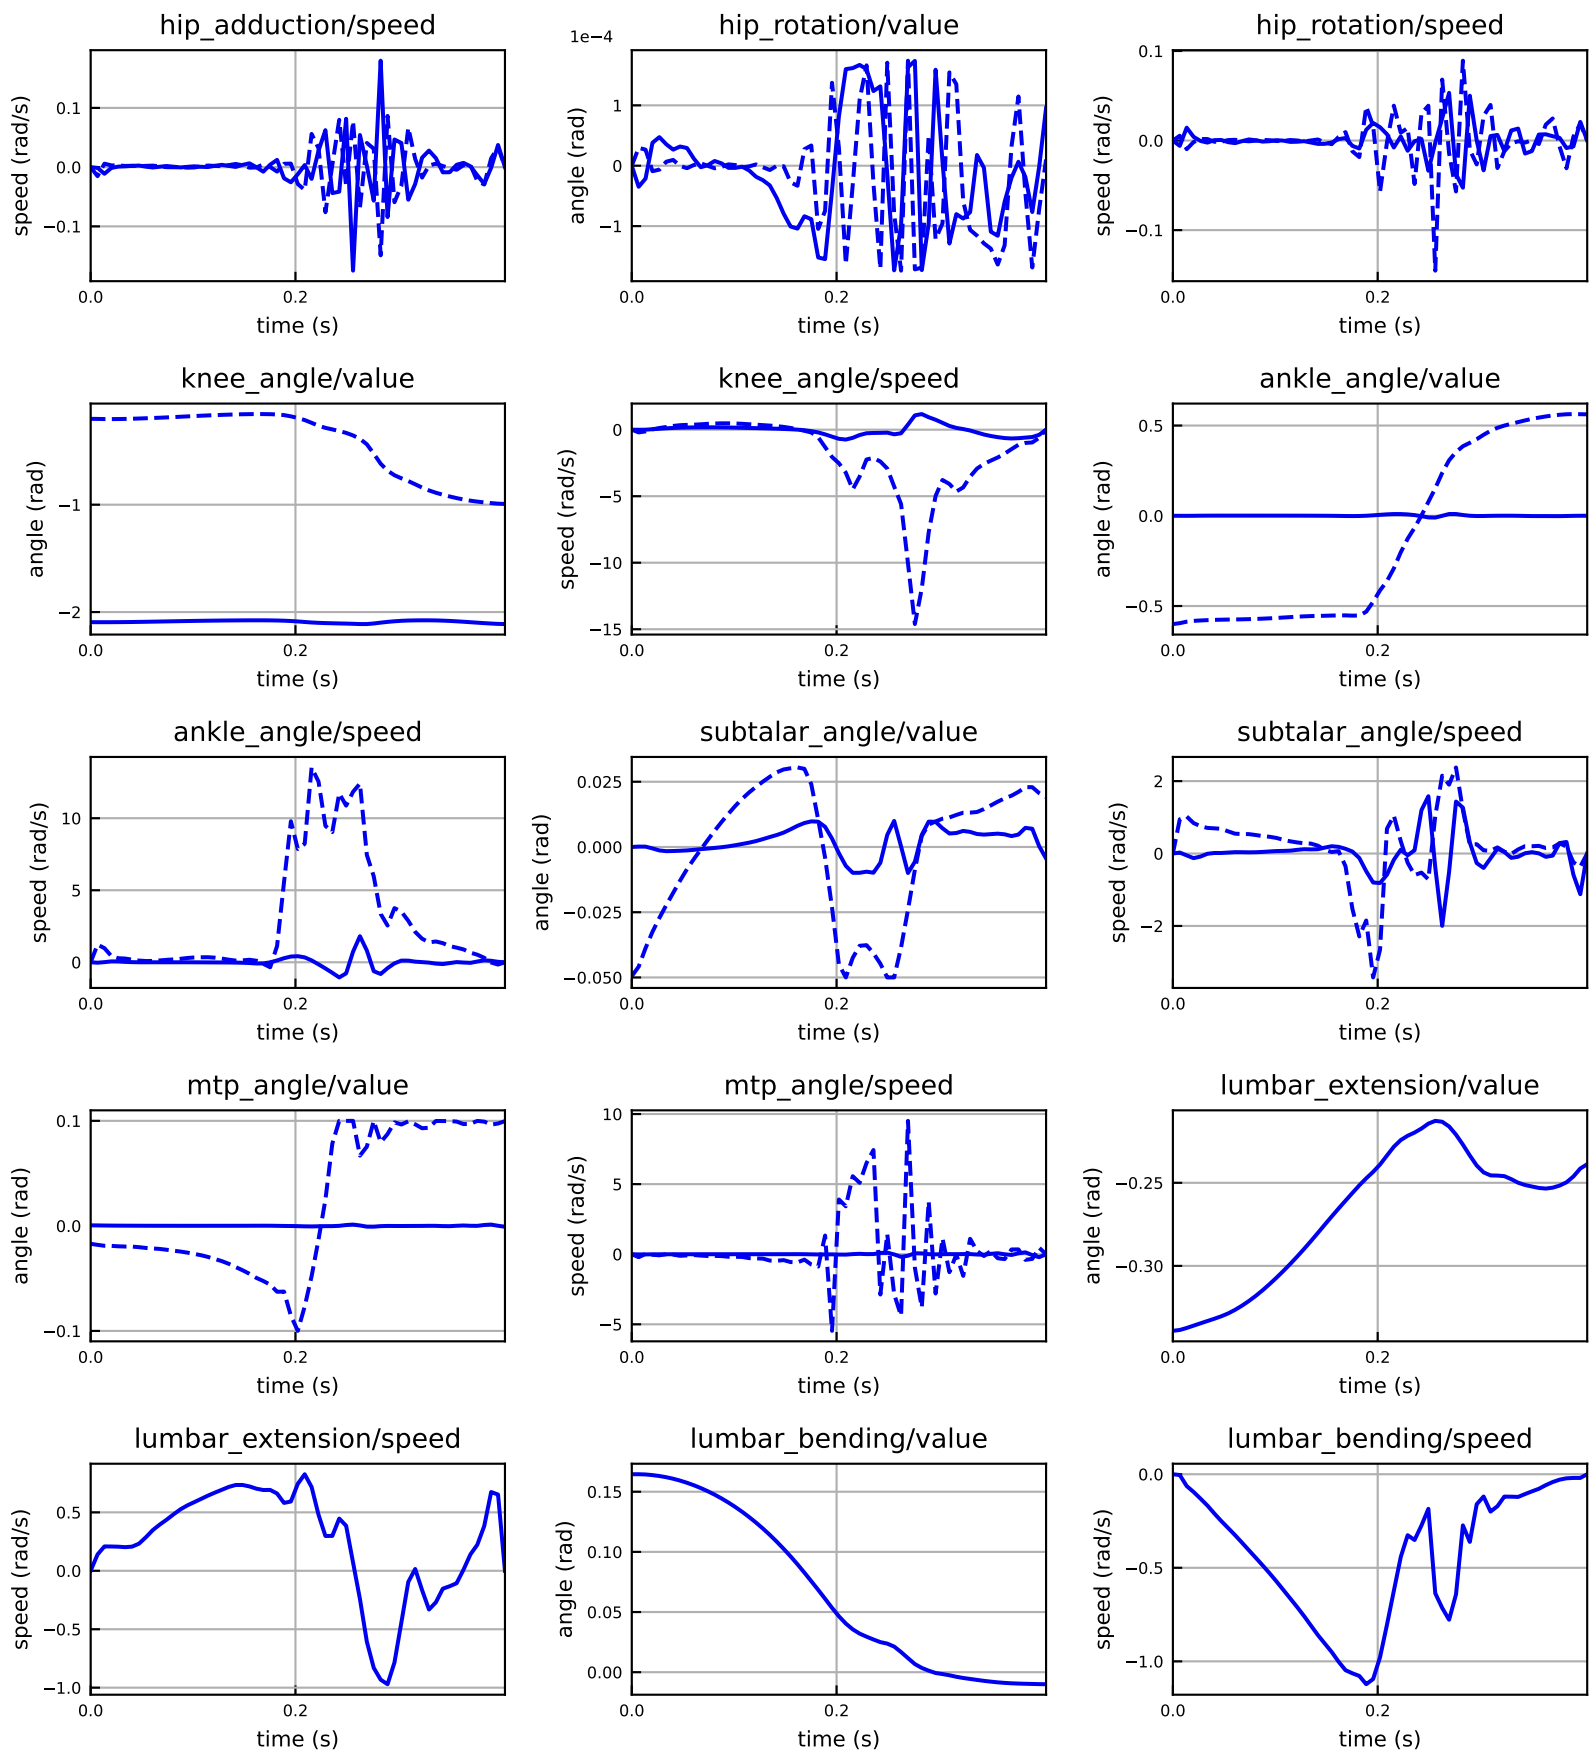 hip_adduction/speed
speed (rad/s)
0.1
0.0
−0.1
0.0
0.2
time (s)
hip_rotation/value
1e−4
angle (rad)
1
0
−1
0.0
0.2
time (s)
hip_rotation/speed
speed (rad/s)
0.1
0.0
−0.1
0.0
0.2
time (s)
knee_angle/value
angle (rad)
−1
−2
0.0
0.2
time (s)
knee_angle/speed
speed (rad/s)
0
−5
−10
−15
0.0
0.2
time (s)
ankle_angle/value
angle (rad)
0.5
0.0
−0.5
0.0
0.2
time (s)
ankle_angle/speed
speed (rad/s)
10
5
0
0.0
0.2
time (s)
subtalar_angle/value
angle (rad)
0.025
0.000
−0.025
−0.050
0.0
0.2
time (s)
subtalar_angle/speed
speed (rad/s)
2
0
−2
0.0
0.2
time (s)
mtp_angle/value
angle (rad)
0.1
0.0
−0.1
0.0
0.2
time (s)
mtp_angle/speed
speed (rad/s)
10
5
0
−5
0.0
0.2
time (s)
lumbar_extension/value
angle (rad)
−0.25
−0.30
0.0
0.2
time (s)
lumbar_extension/speed
speed (rad/s)
0.5
0.0
−0.5
−1.0
0.0
0.2
time (s)
lumbar_bending/value
angle (rad)
0.15
0.10
0.05
0.00
0.0
0.2
time (s)
lumbar_bending/speed
speed (rad/s)
0.0
−0.5
−1.0
0.0
0.2
time (s)